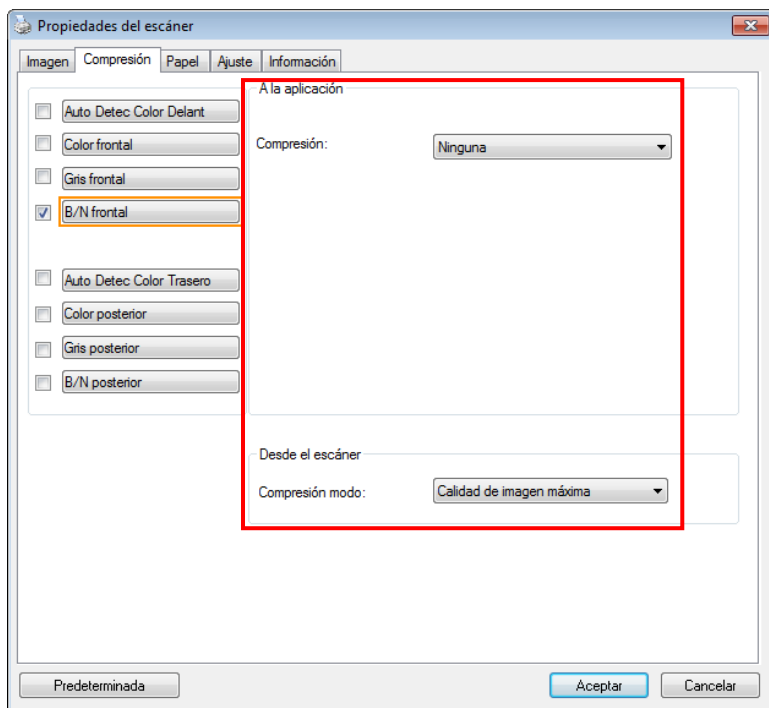 Propiedades del escáner
Imagen Compresión Papel Ajuste Información
Auto Detec Color Delant
Color frontal
Gris frontal
B/N frontal
Auto Detec Color Trasero
Color posterior
Gris posterior
B/N posterior
A la aplicación
Compresión: Ninguna
Desde el escáner
Compresión modo: Calidad de imagen máxima
Predeterminada Aceptar Cancelar